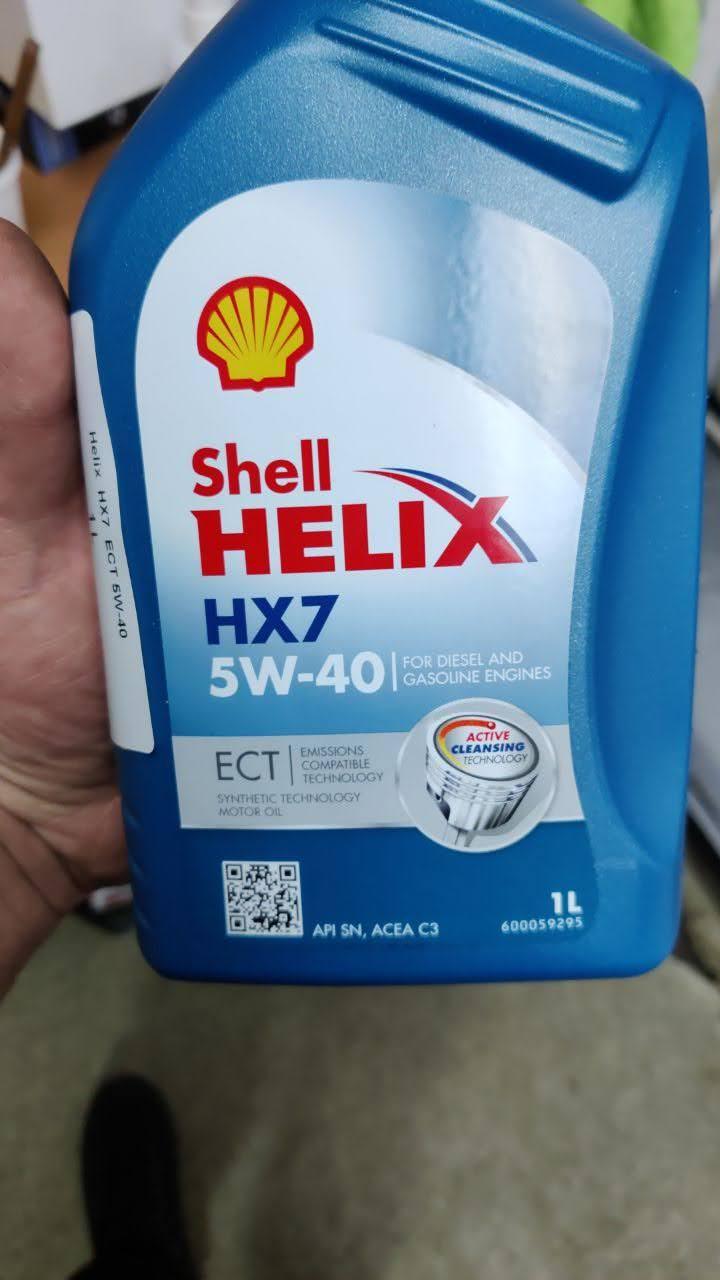 Shell
HELIX
HX7
5W-40
FOR DIESEL AND
GASOLINE ENGINES
ECT
EMISSIONS
COMPATIBLE
TECHNOLOGY
SYNTHETIC TECHNOLOGY
MOTOR OIL
ACTIVE
CLEANSING
TECHNOLOGY
API SN, ACEA C3
1L
600059295
Helix HX7 ECT 5W-40